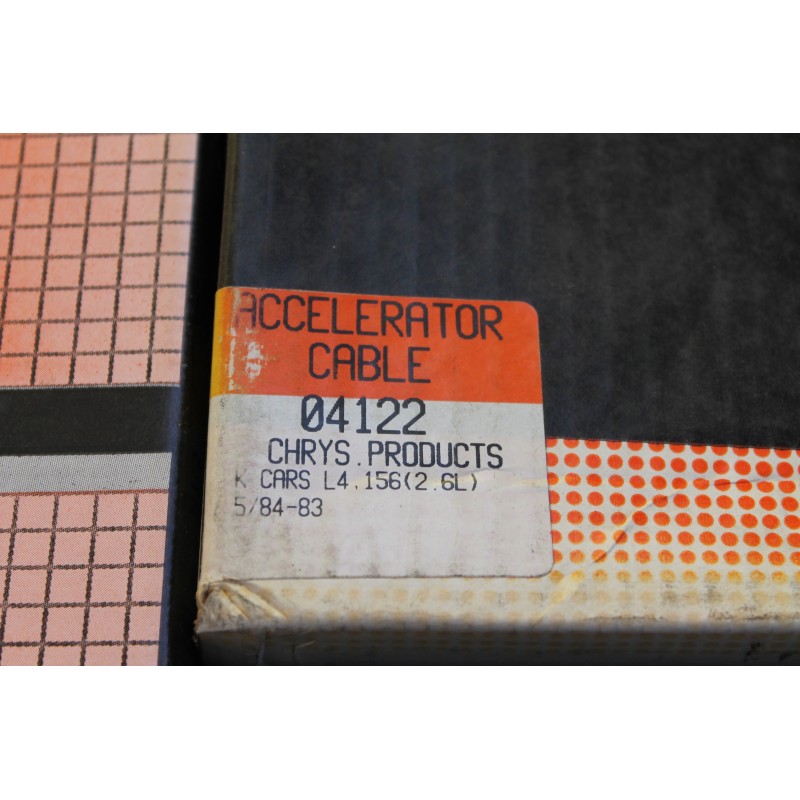 ACCELERATOR
CABLE
04122
CHRYS.PRODUCTS
K CARS L4.156(2.6L)
5/84-83